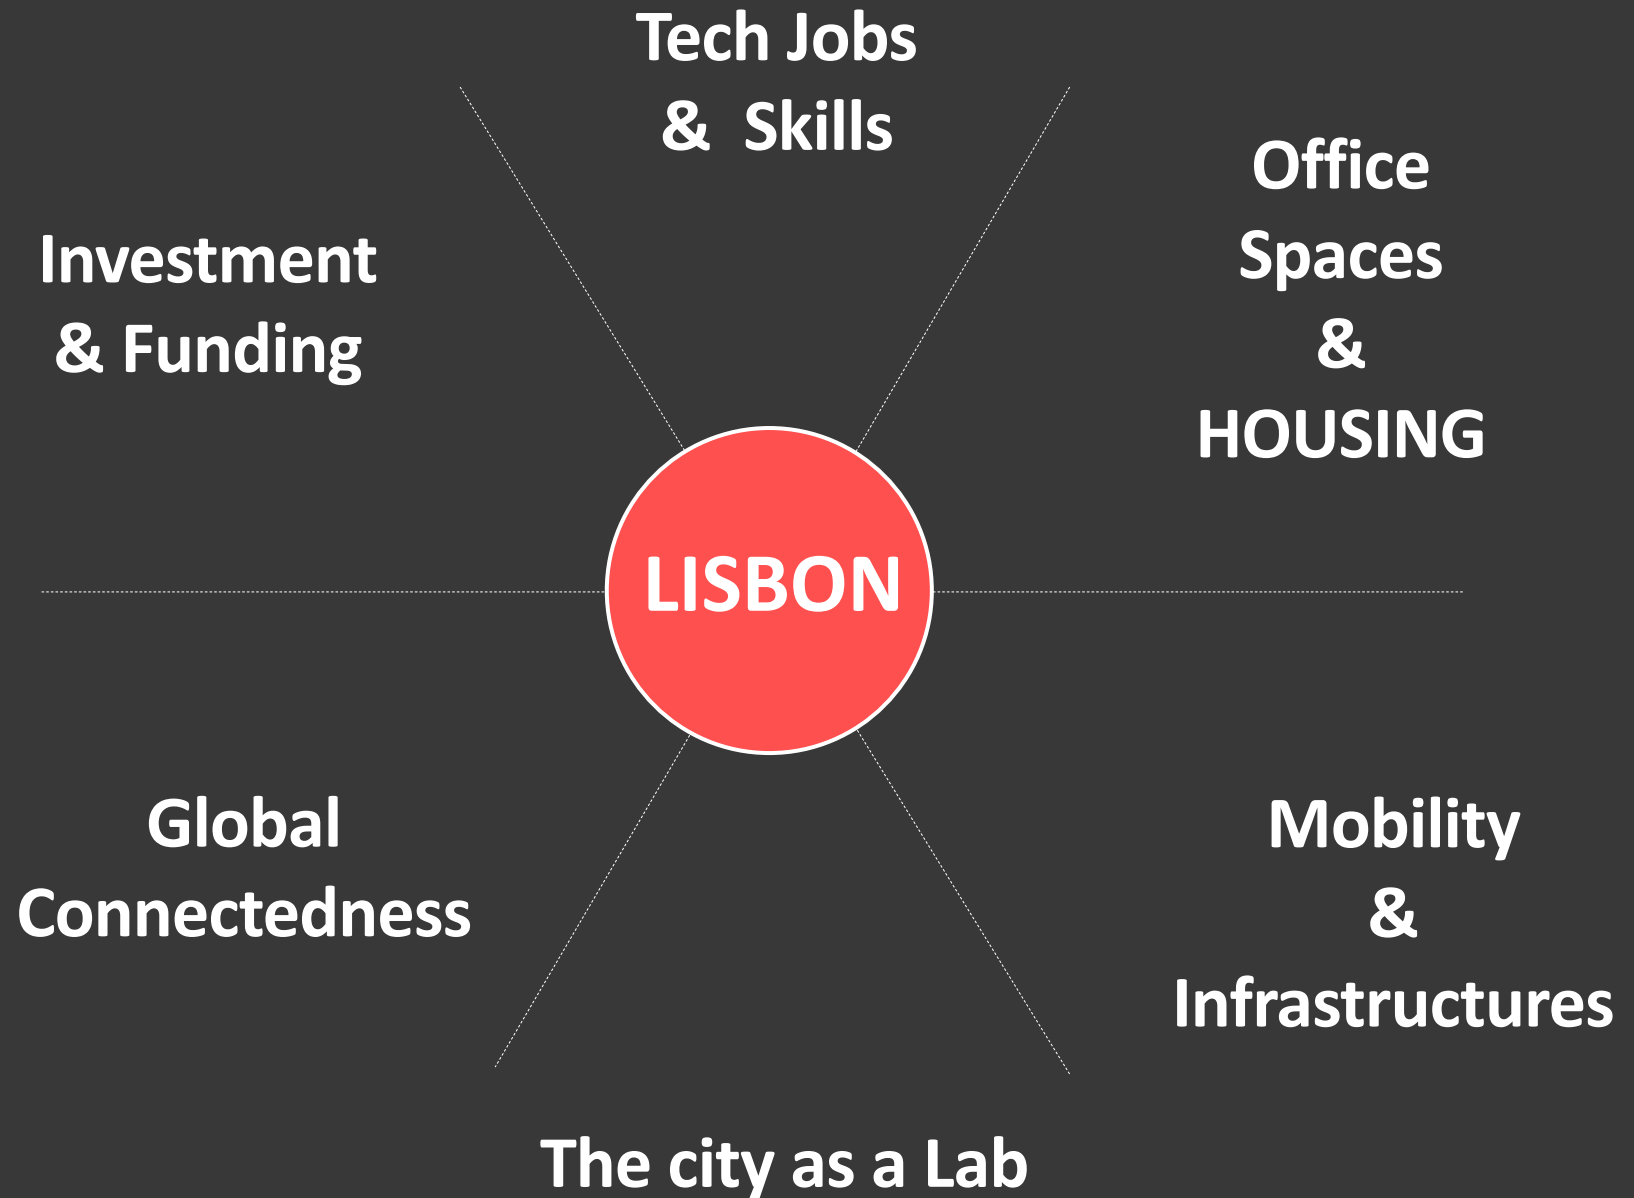 Tech Jobs
& Skills
Office
Spaces
&
HOUSING
Investment
& Funding
LISBON
Global
Connectedness
Mobility
&
Infrastructures
The city as a Lab